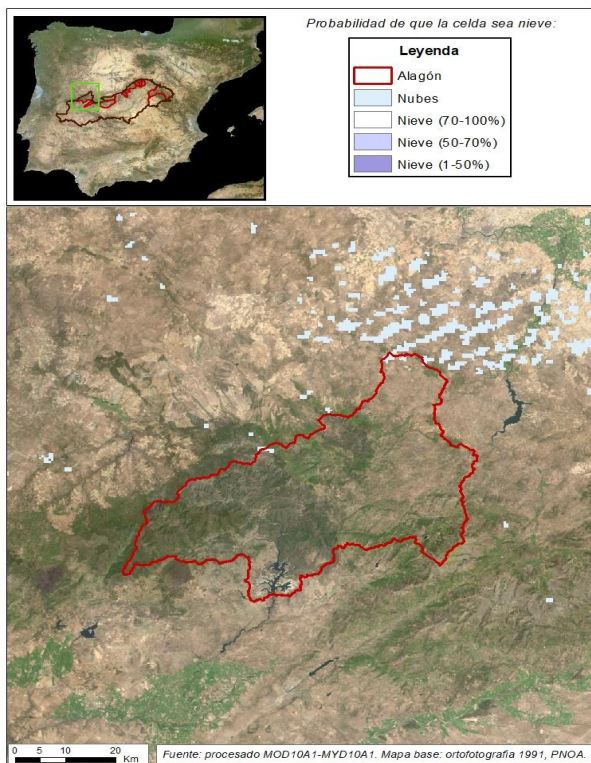 Probabilidad de que la celda sea nieve:
Leyenda
Alagón
Nubes
Nieve (70-100%)
Nieve (50-70%)
Nieve (1-50%)
0 5 10 20
Km
Fuente: procesado MOD10A1-MYD10A1. Mapa base: ortofotografía 1991, PNOA.